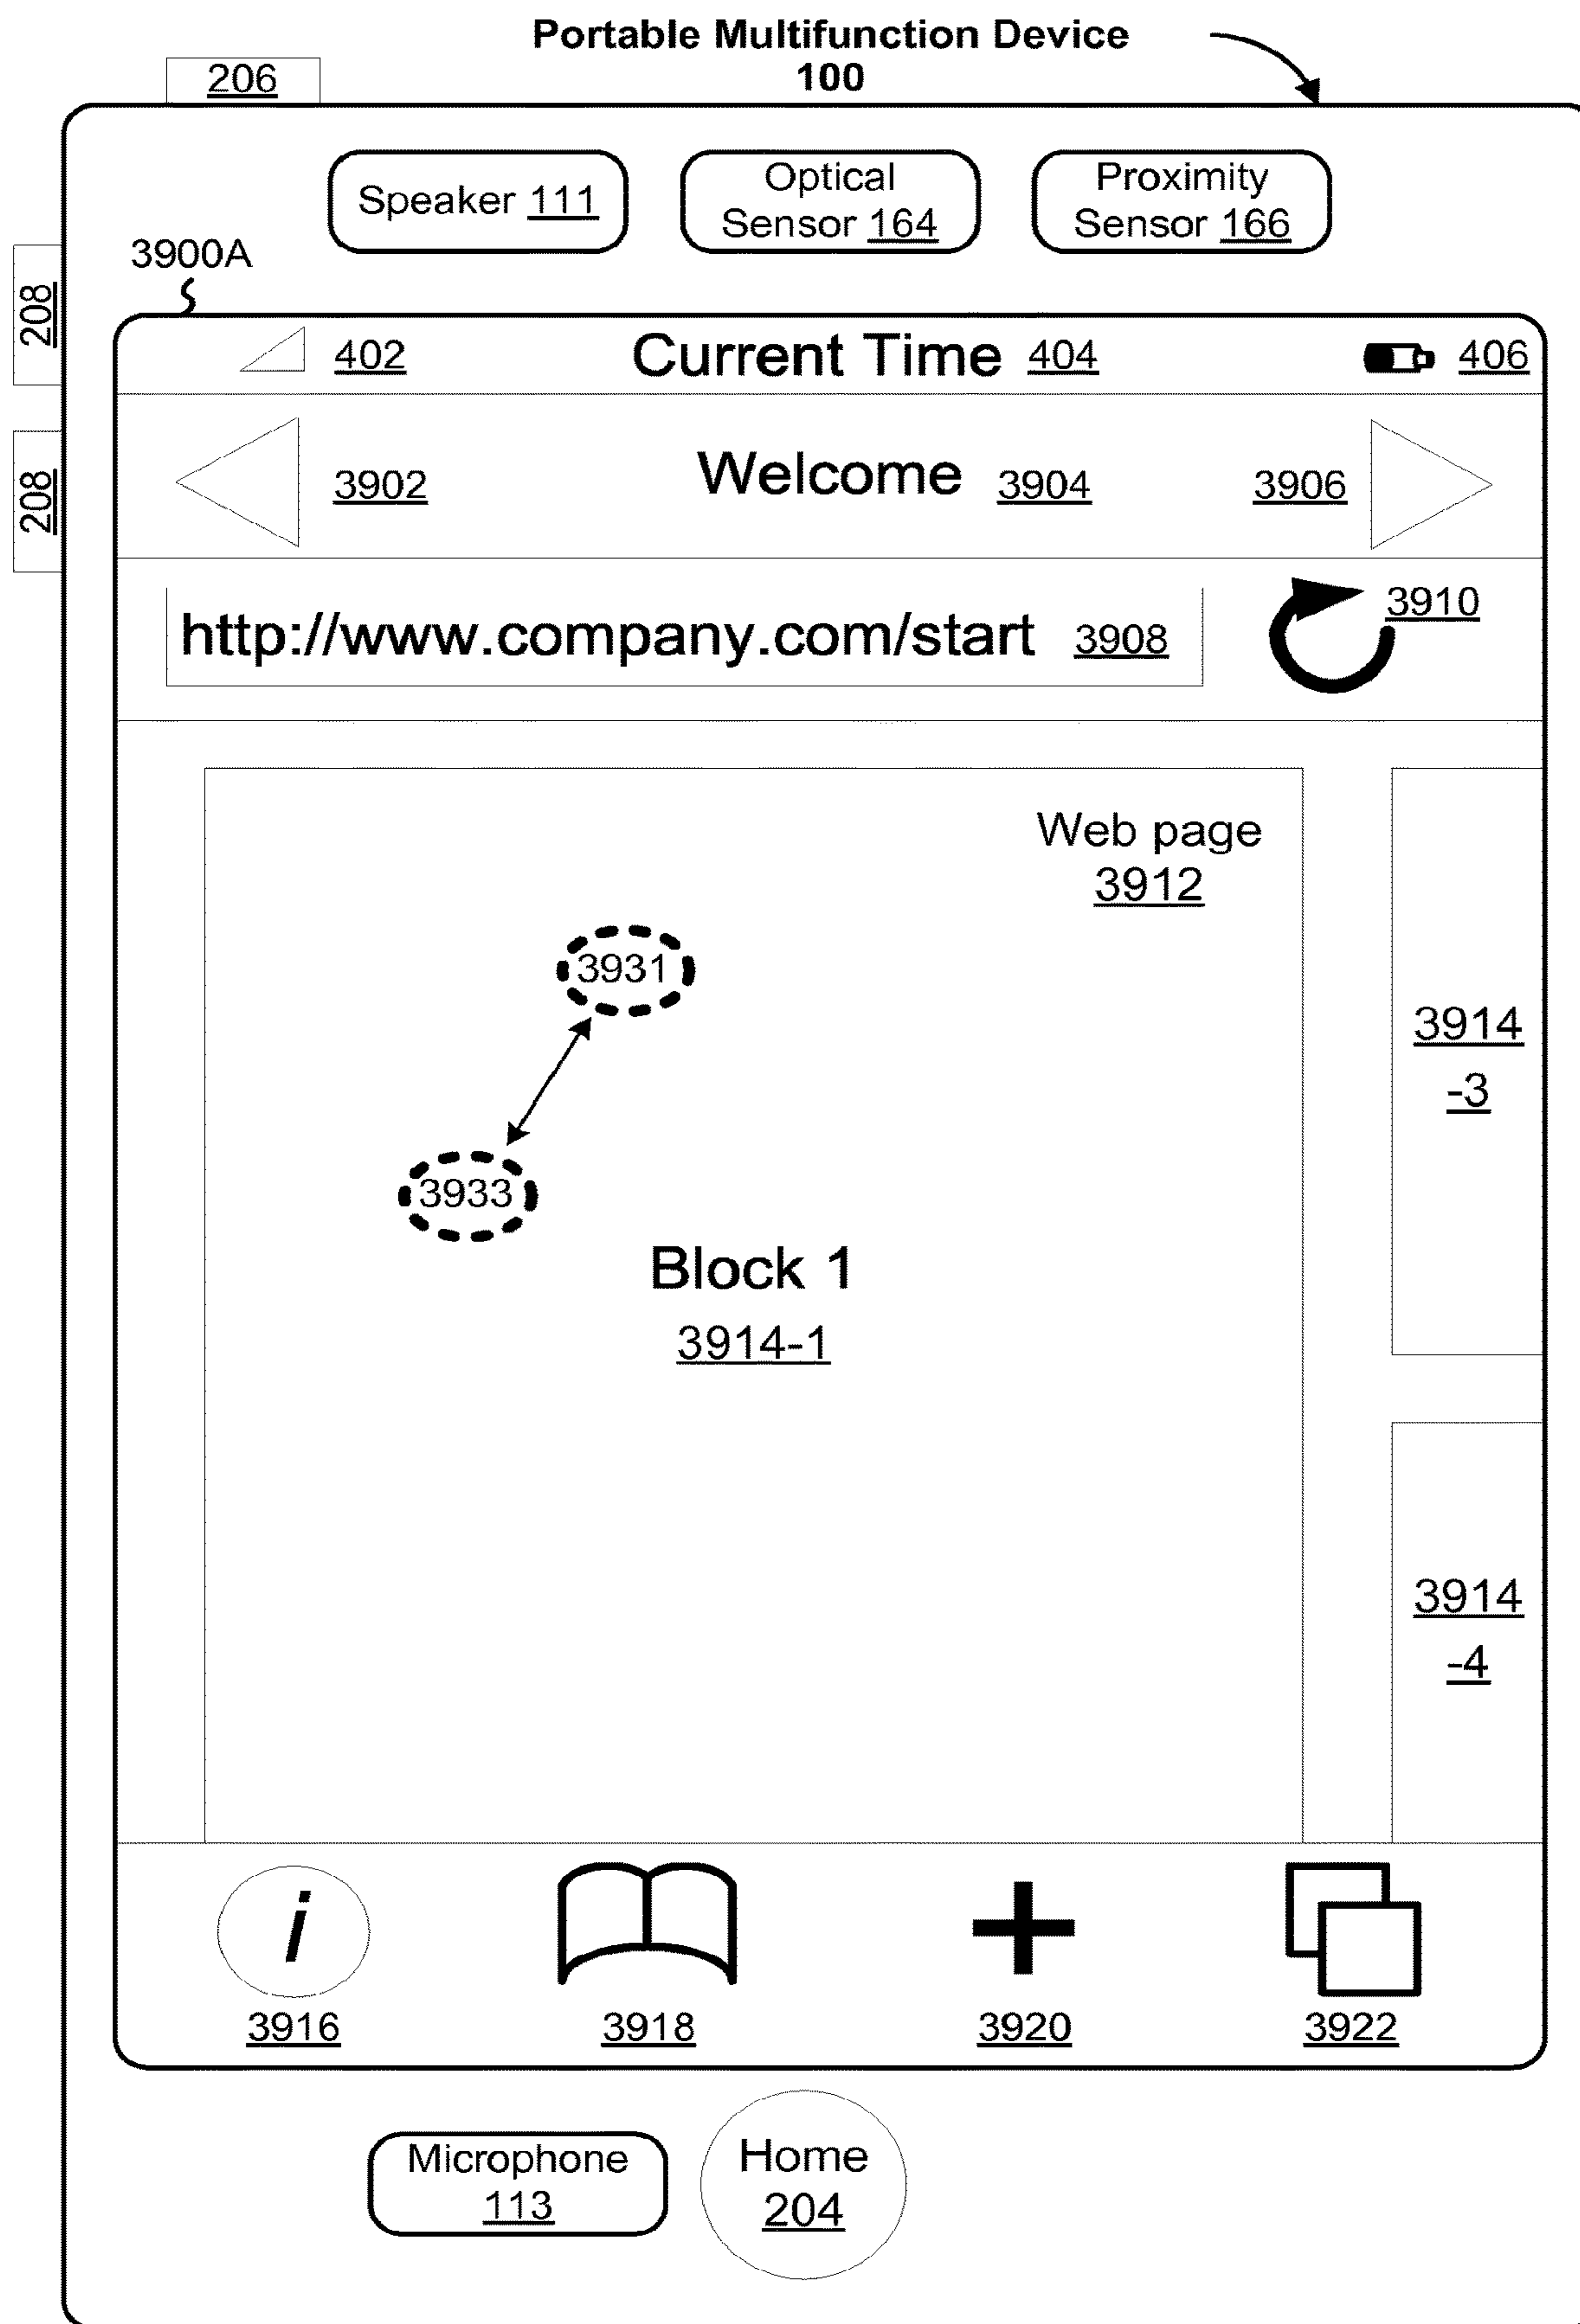 Portable Multifunction Device
100
206
Speaker 111
Optical
Sensor 164
Proximity
Sensor 166
3900A
208
208
402
Current Time 404
406
3902
Welcome 3904
3906
http://www.company.com/start 3908
3910
Web page
3912
3931
3933
Block 1
3914-1
3914
-3
3914
-4
i
3916
3918
3920
3922
Microphone
113
Home
204